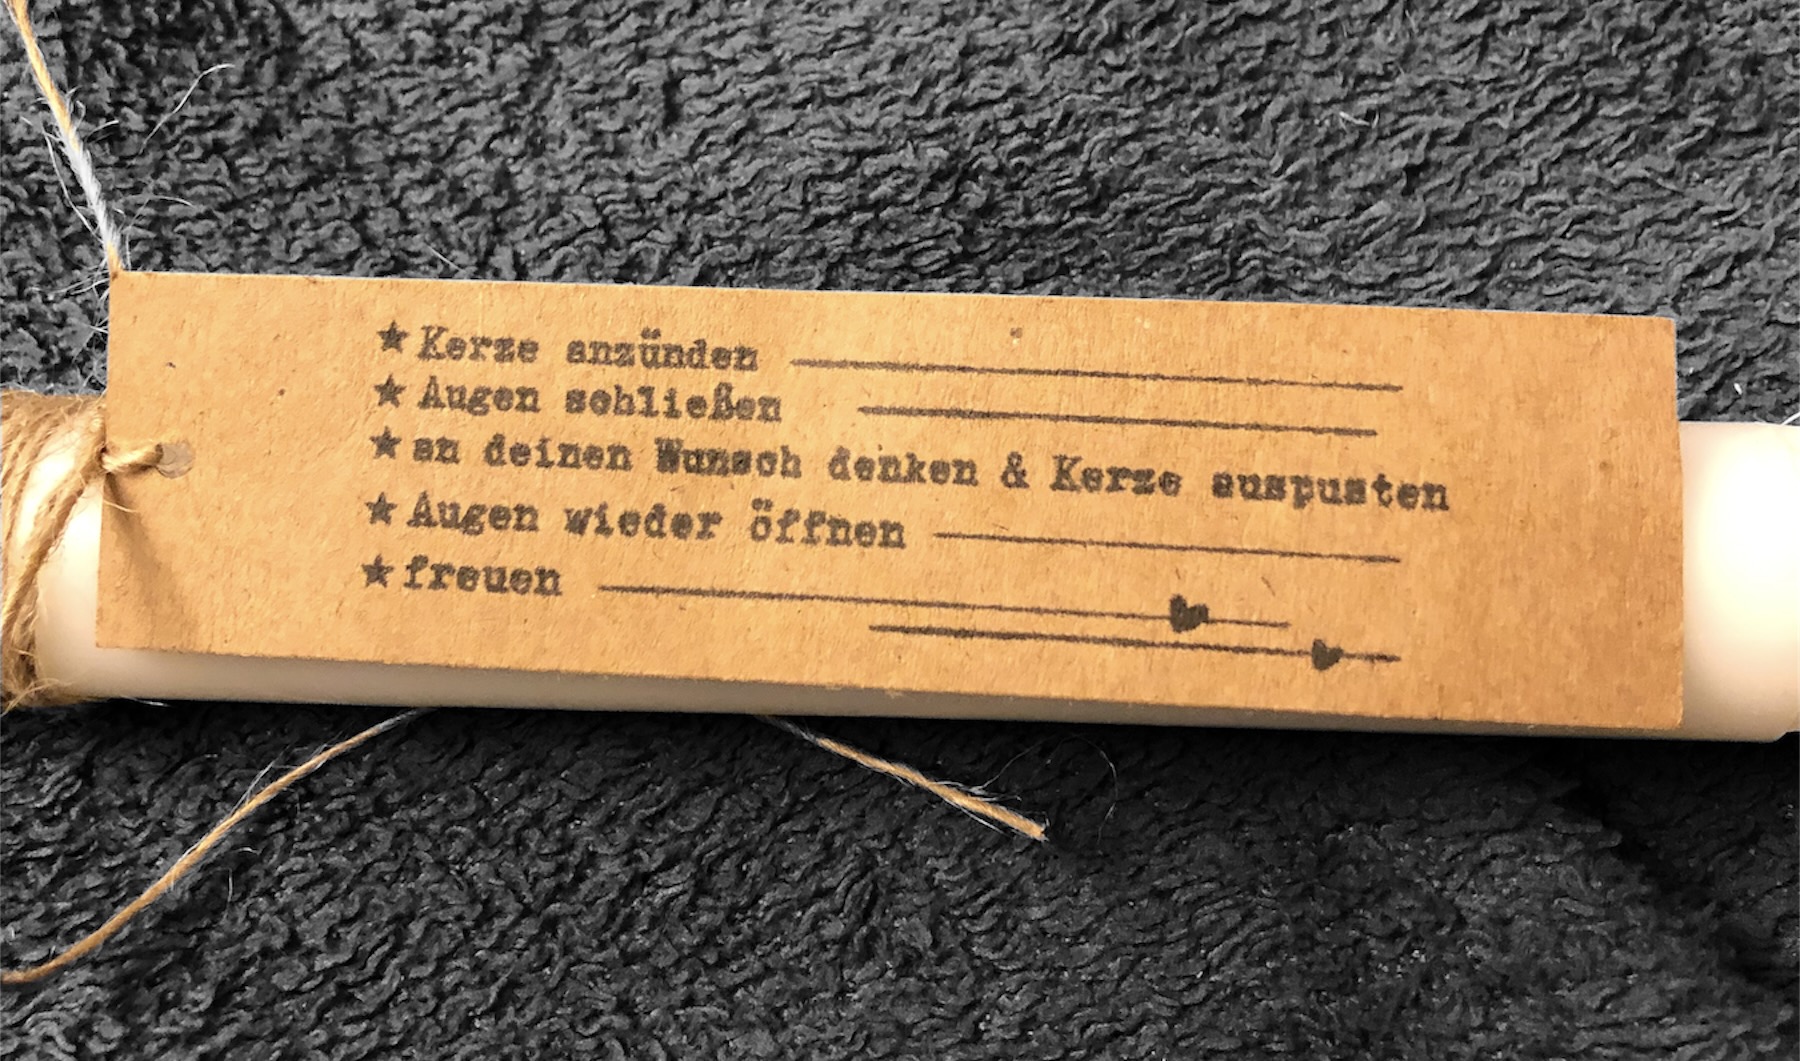 ★ Kerze anzünden
★ Augen schließen
★ an deinen Wunsch denken & Kerze auspusten
★ Augen wieder öffnen
★ freuen